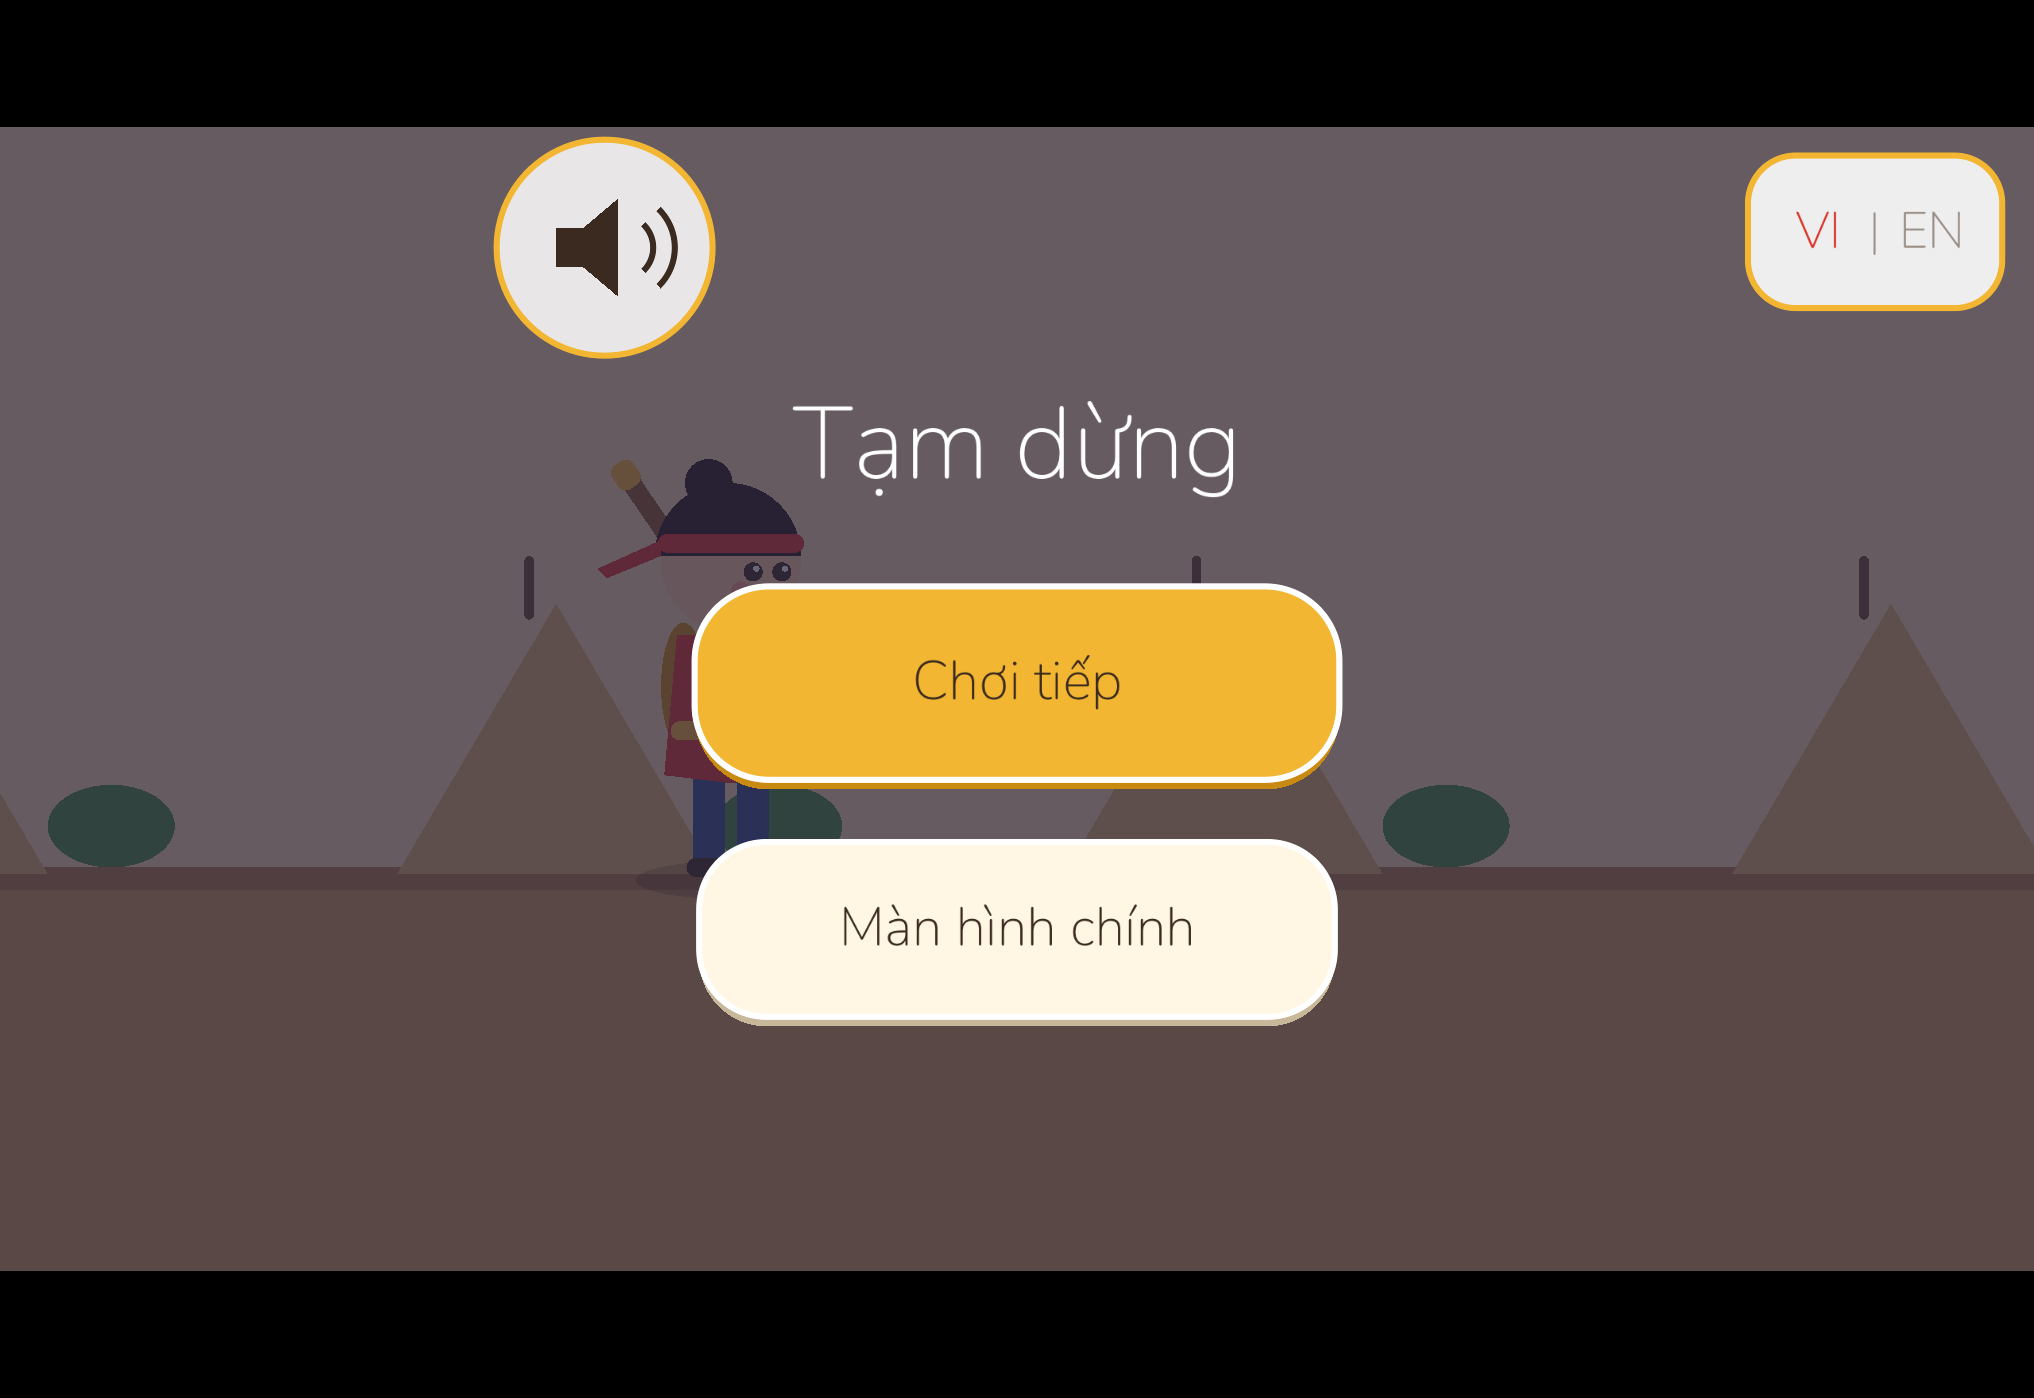 VI | EN
Tạm dừng
Chơi tiếp
Màn hình chính